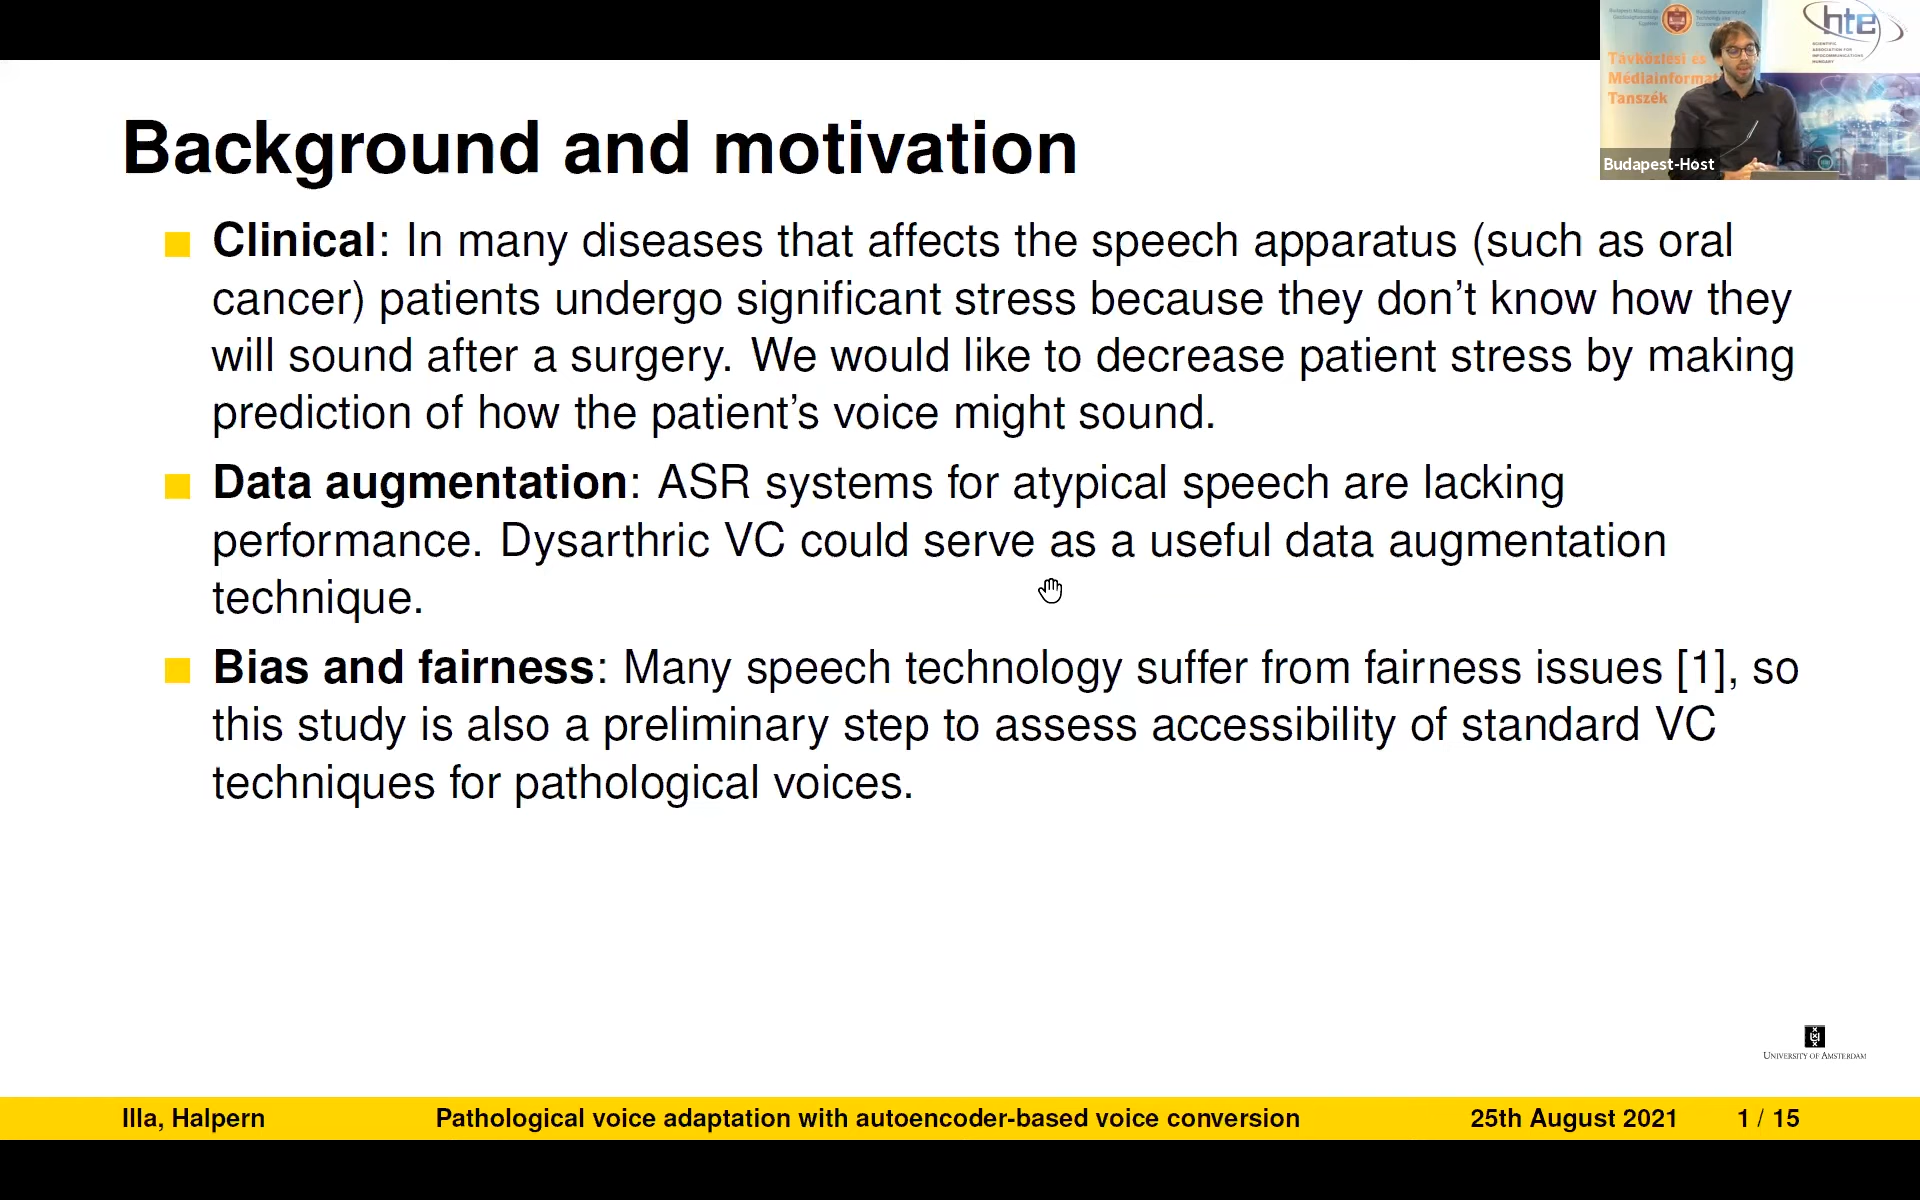 Background and motivation
Clinical: In many diseases that affects the speech apparatus (such as oral
cancer) patients undergo significant stress because they don't know how they
will sound after a surgery. We would like to decrease patient stress by making
prediction of how the patient's voice might sound.
Data augmentation: ASR systems for atypical speech are lacking
performance. Dysarthric VC could serve as a useful data augmentation
technique.
Bias and fairness: Many speech technology suffer from fairness issues [1], so
this study is also a preliminary step to assess accessibility of standard VC
techniques for pathological voices.
hte
SCIENTIFIC
ASSOCIATION FOR
INFOCOMMUNICATIONS
HUNGARY
Távközlési és
Médiainformat
Tanszék
Budapest-Host
UNIVERSITY OF AMSTERDAM
Illa, Halpern Pathological voice adaptation with autoencoder-based voice conversion 25th August 2021 1 / 15